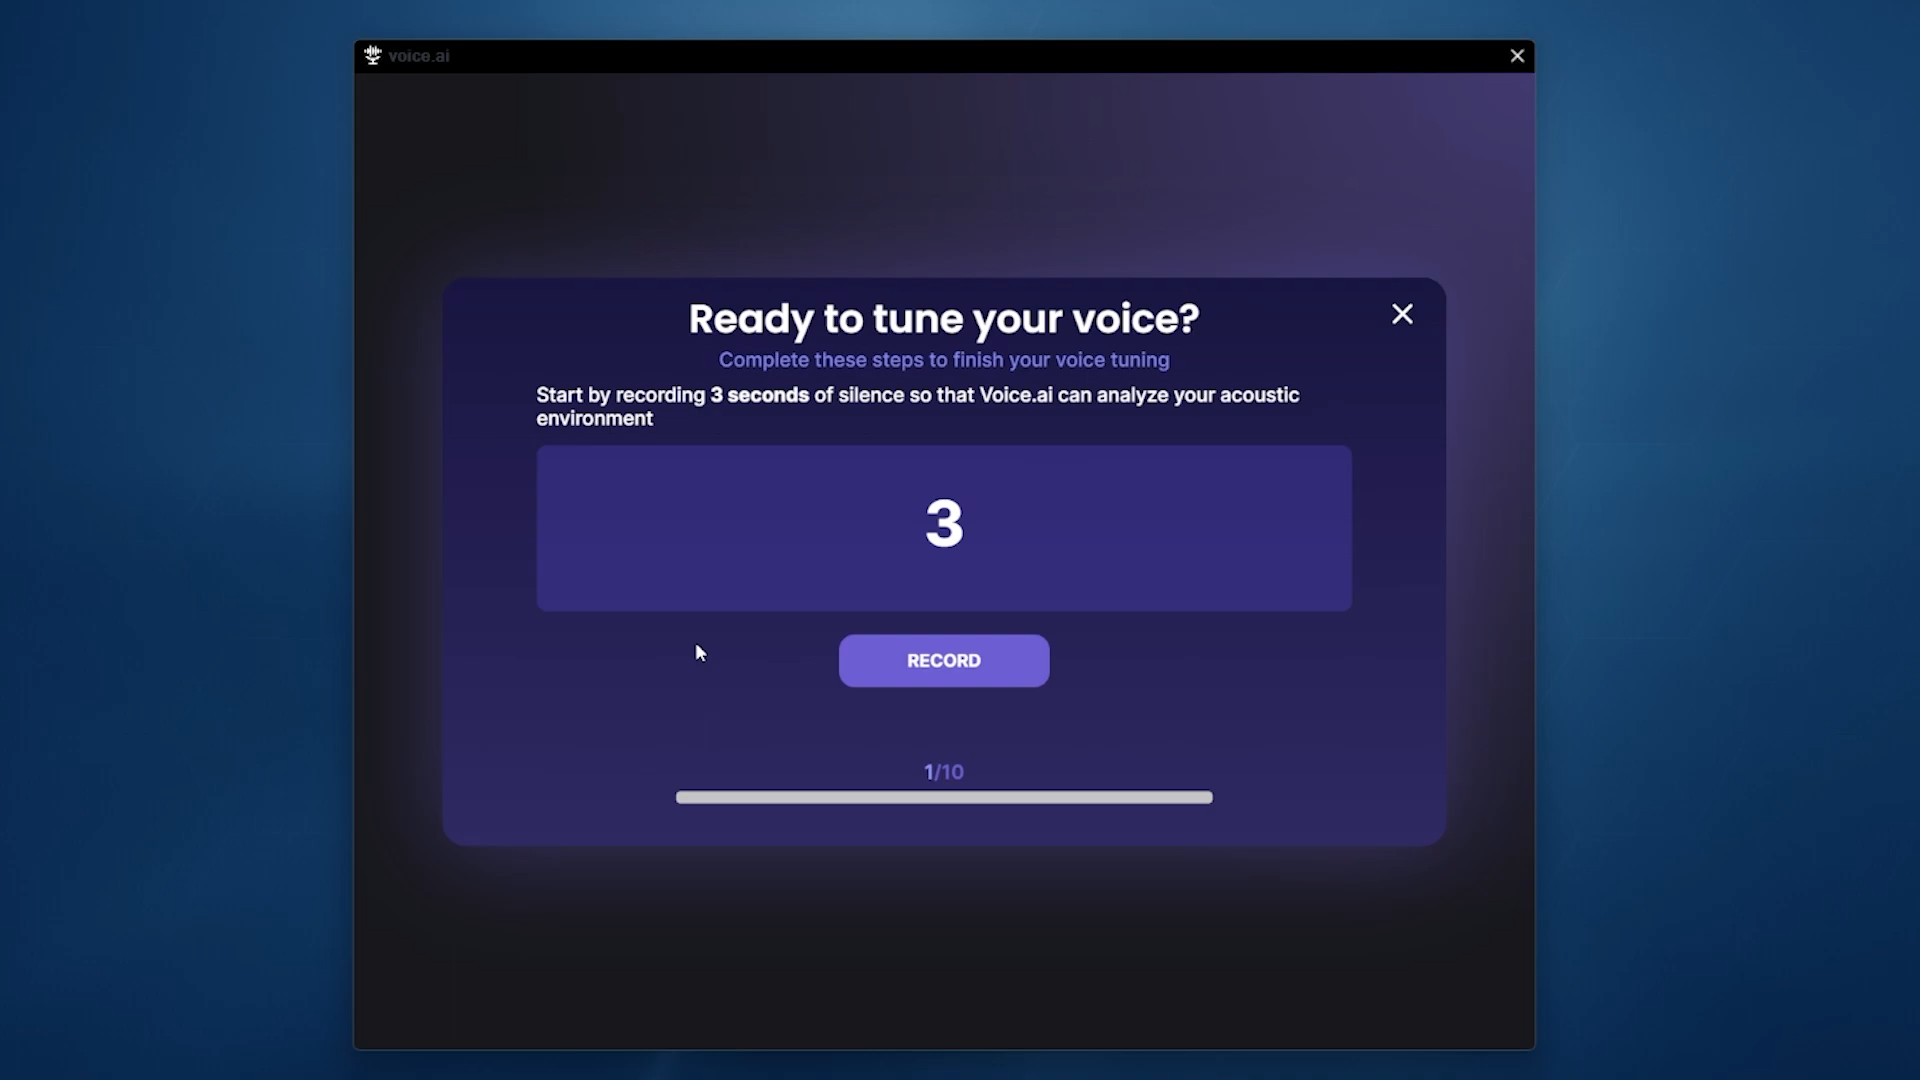 voice.ai
Ready to tune your voice?
Complete these steps to finish your voice tuning
Start by recording 3 seconds of silence so that Voice.ai can analyze your acoustic
environment
3
RECORD
1/10